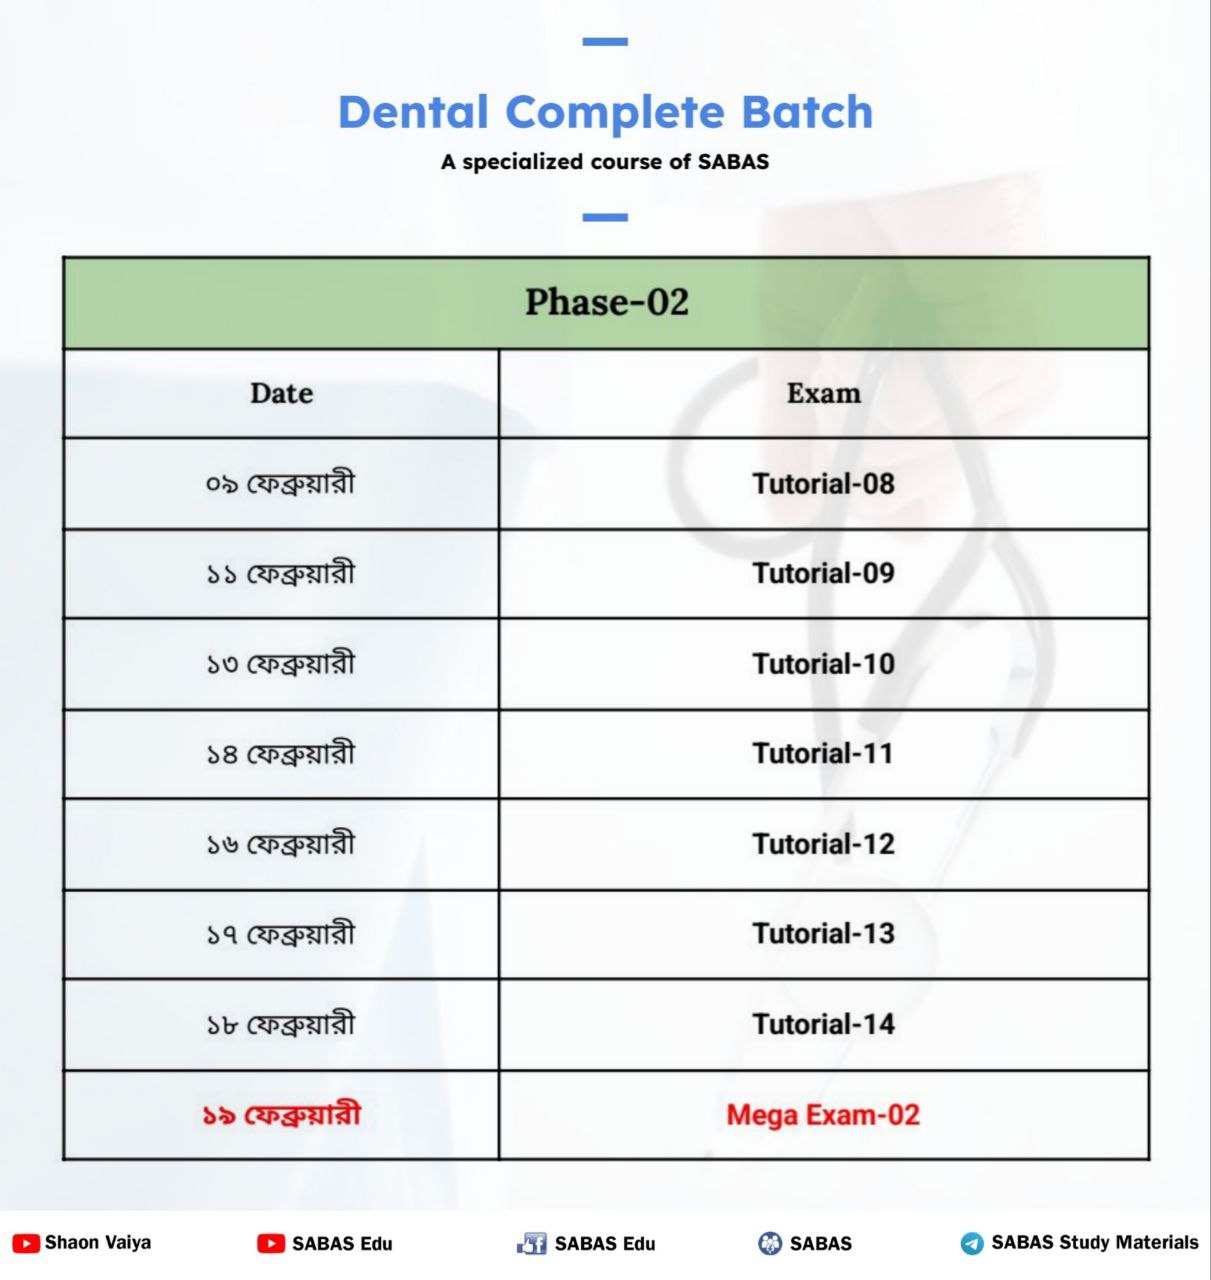 Dental Complete Batch
A specialized course of SABAS
Phase-02
Date Exam
০৯ ফেব্রুয়ারী Tutorial-08
১১ ফেব্রুয়ারী Tutorial-09
১৩ ফেব্রুয়ারী Tutorial-10
১৪ ফেব্রুয়ারী Tutorial-11
১৬ ফেব্রুয়ারী Tutorial-12
১৭ ফেব্রুয়ারী Tutorial-13
১৮ ফেব্রুয়ারী Tutorial-14
১৯ ফেব্রুয়ারী Mega Exam-02
Shaon Vaiya SABAS Edu SABAS Edu SABAS SABAS Study Materials